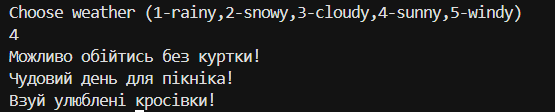 Choose weather (1-rainy,2-snowy,3-cloudy,4-sunny,5-windy)
4
Можливо обійтись без куртки!
Чудовий день для пікніка!
Взуй улюблені кросівки!